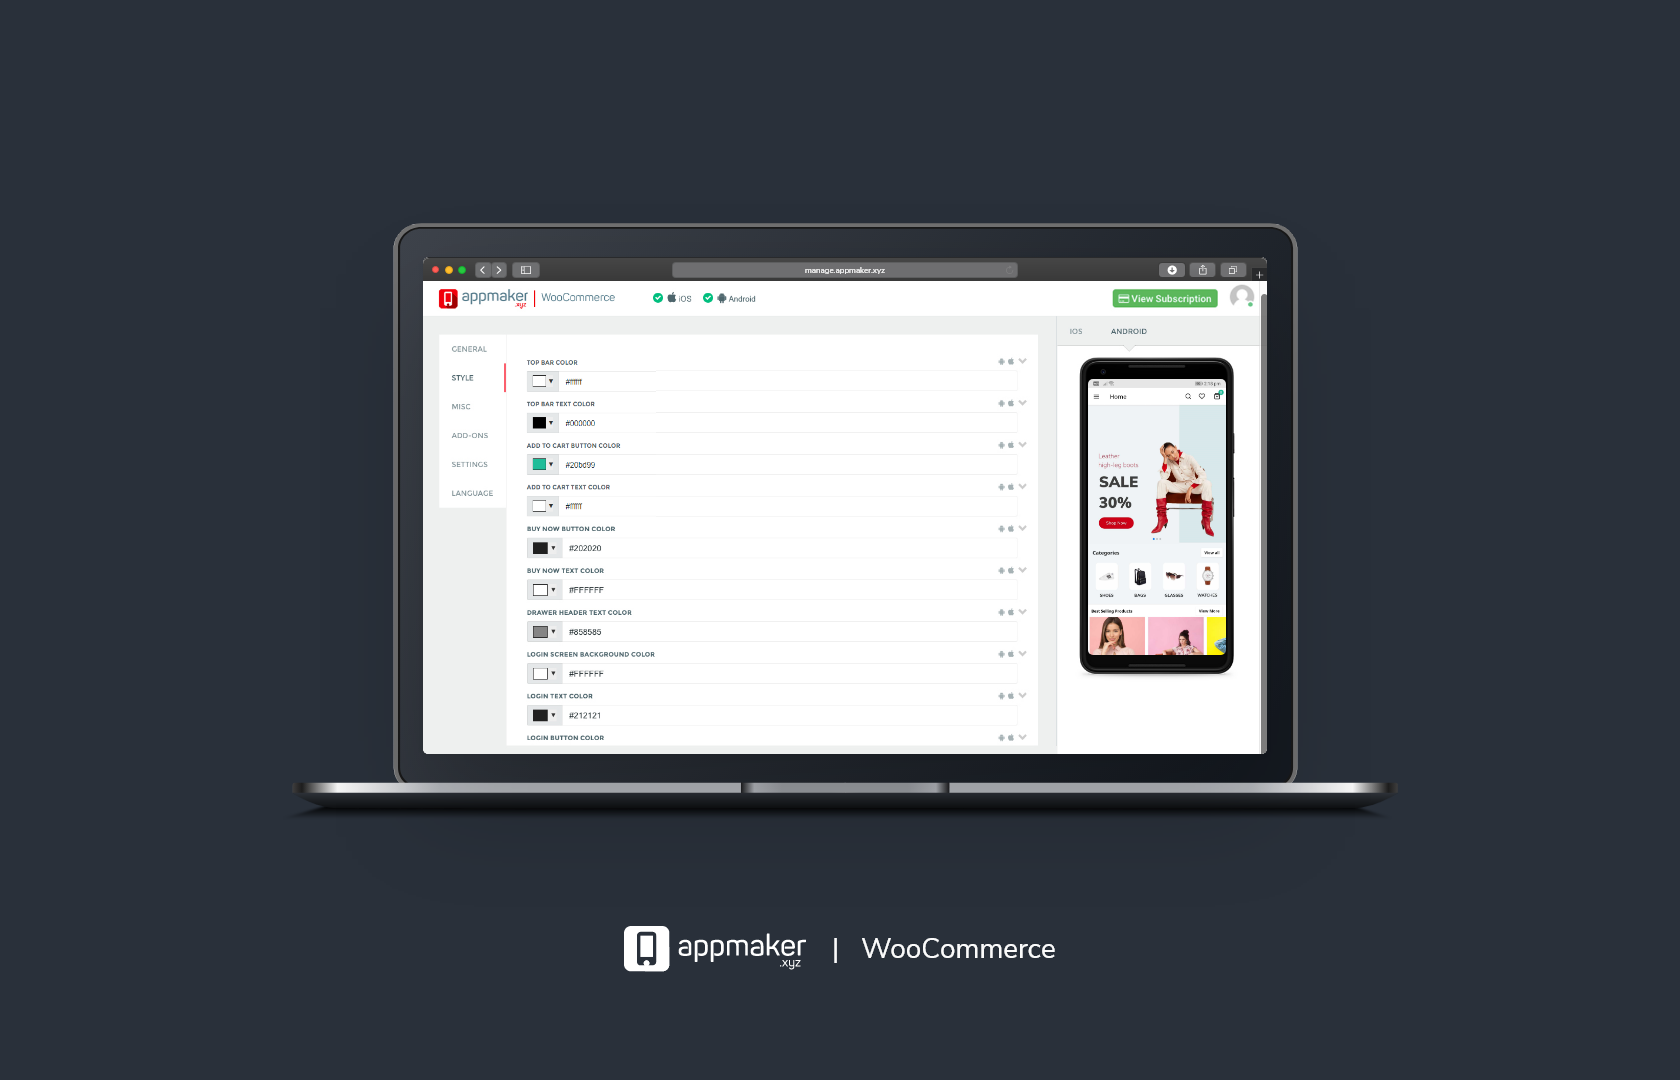 manage.appmaker.xyz
appmaker
.xyz
WooCommerce
iOS
Android
View Subscription
GENERAL
STYLE
MISC
ADD-ONS
SETTINGS
LANGUAGE
TOP BAR COLOR
#ffffff
TOP BAR TEXT COLOR
#000000
ADD TO CART BUTTON COLOR
#20bd99
ADD TO CART TEXT COLOR
#ffffff
BUY NOW BUTTON COLOR
#202020
BUY NOW TEXT COLOR
#FFFFFF
DRAWER HEADER TEXT COLOR
#858585
LOGIN SCREEN BACKGROUND COLOR
#FFFFFF
LOGIN TEXT COLOR
#212121
LOGIN BUTTON COLOR
IOS
ANDROID
Home
Leather
high-leg boots
SALE
30%
Shop Now
Categories
View all
SHOES
BAGS
GLASSES
WATCHES
Best Selling Products
View More
appmaker
.xyz
| WooCommerce